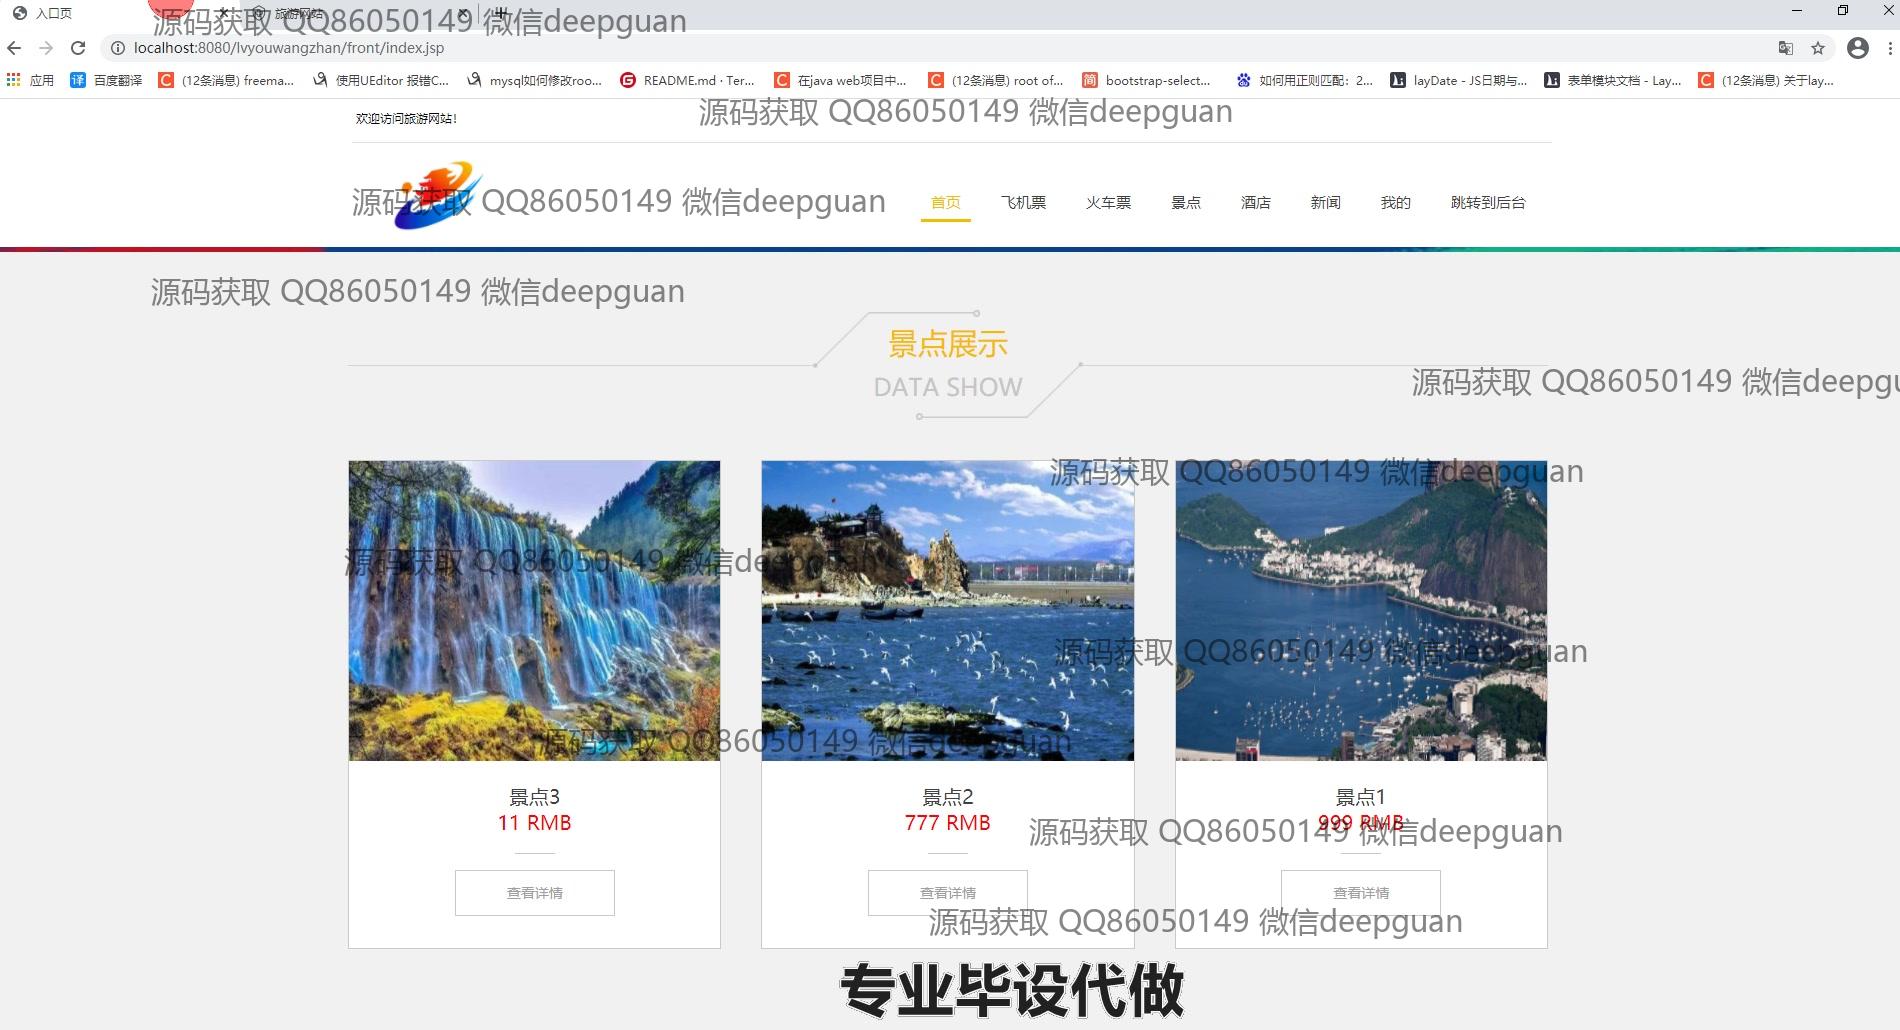 入口页
旅游网站
源码获取 QQ86050149 微信deepguan
localhost:8080/lvyouwangzhan/front/index.jsp
应用 百度翻译 (12条消息) freema... 使用UEditor 报错C... mysql如何修改roo... README.md · Ter... 在java web项目中... (12条消息) root of... bootstrap-select... 如何用正则匹配：2... layDate - JS日期与... 表单模块文档 - Lay... (12条消息) 关于lay...
源码获取 QQ86050149 微信deepguan
欢迎访问旅游网站！
源码获取 QQ86050149 微信deepguan
首页 飞机票 火车票 景点 酒店 新闻 我的 跳转到后台
源码获取 QQ86050149 微信deepguan
景点展示
DATA SHOW
源码获取 QQ86050149 微信deepgu
源码获取 QQ86050149 微信deepguan
源码获取 QQ86050149 微信deepguan
源码获取 QQ86050149 微信deepguan
源码获取 QQ86050149 微信deepguan
景点3
11 RMB
查看详情
景点2
777 RMB
查看详情
景点1
999 RMB
查看详情
源码获取 QQ86050149 微信deepguan
源码获取 QQ86050149 微信deepguan
专业毕设代做